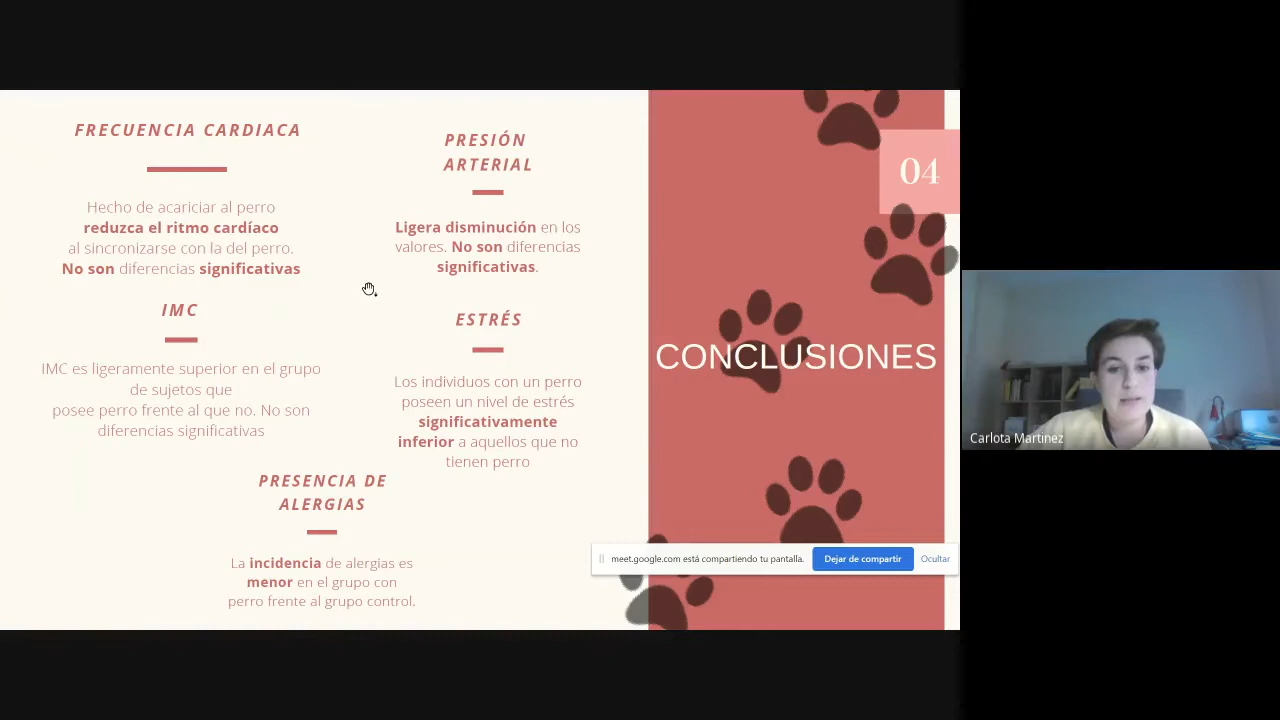 FRECUENCIA CARDIACA
Hecho de acariciar al perro
reduzca el ritmo cardíaco
al sincronizarse con la del perro.
No son diferencias significativas
PRESIÓN
ARTERIAL
Ligera disminución en los
valores. No son diferencias
significativas.
IMC
IMC es ligeramente superior en el grupo
de sujetos que
posee perro frente al que no. No son
diferencias significativas
ESTRÉS
Los individuos con un perro
poseen un nivel de estrés
significativamente
inferior a aquellos que no
tienen perro
PRESENCIA DE
ALERGIAS
La incidencia de alergias es
menor en el grupo con
perro frente al grupo control.
04
CONCLUSIONES
meet.google.com está compartiendo tu pantalla.
Dejar de compartir
Ocultar
Carlota Martinez